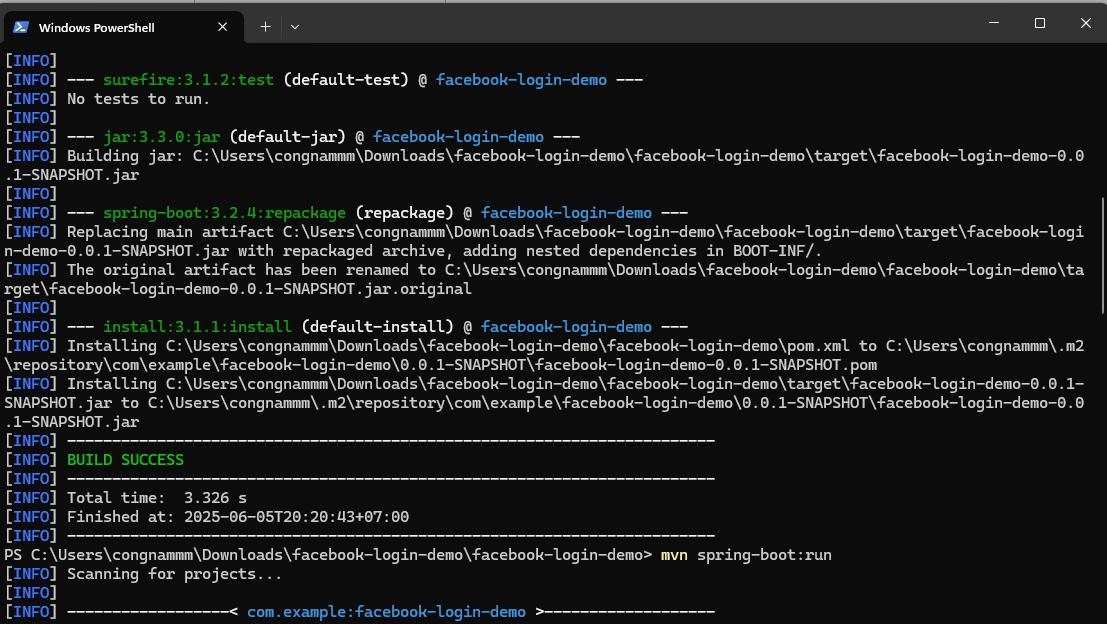 Windows PowerShell
[INFO]
[INFO] --- surefire:3.1.2:test (default-test) @ facebook-login-demo ---
[INFO] No tests to run.
[INFO]
[INFO] --- jar:3.3.0:jar (default-jar) @ facebook-login-demo ---
[INFO] Building jar: C:\Users\congnammm\Downloads\facebook-login-demo\facebook-login-demo\target\facebook-login-demo-0.0
.1-SNAPSHOT.jar
[INFO]
[INFO] --- spring-boot:3.2.4:repackage (repackage) @ facebook-login-demo ---
[INFO] Replacing main artifact C:\Users\congnammm\Downloads\facebook-login-demo\facebook-login-demo\target\facebook-logi
n-demo-0.0.1-SNAPSHOT.jar with repackaged archive, adding nested dependencies in BOOT-INF/.
[INFO] The original artifact has been renamed to C:\Users\congnammm\Downloads\facebook-login-demo\facebook-login-demo\ta
rget\facebook-login-demo-0.0.1-SNAPSHOT.jar.original
[INFO]
[INFO] --- install:3.1.1:install (default-install) @ facebook-login-demo ---
[INFO] Installing C:\Users\congnammm\Downloads\facebook-login-demo\facebook-login-demo\pom.xml to C:\Users\congnammm\.m2
\repository\com\example\facebook-login-demo\0.0.1-SNAPSHOT\facebook-login-demo-0.0.1-SNAPSHOT.pom
[INFO] Installing C:\Users\congnammm\Downloads\facebook-login-demo\facebook-login-demo\target\facebook-login-demo-0.0.1-
SNAPSHOT.jar to C:\Users\congnammm\.m2\repository\com\example\facebook-login-demo\0.0.1-SNAPSHOT\facebook-login-demo-0.0
.1-SNAPSHOT.jar
[INFO] ------------------------------------------------------------------------
[INFO] BUILD SUCCESS
[INFO] ------------------------------------------------------------------------
[INFO] Total time:  3.326 s
[INFO] Finished at: 2025-06-05T20:20:43+07:00
[INFO] ------------------------------------------------------------------------
PS C:\Users\congnammm\Downloads\facebook-login-demo\facebook-login-demo> mvn spring-boot:run
[INFO] Scanning for projects...
[INFO]
[INFO] ------------------< com.example:facebook-login-demo >-------------------